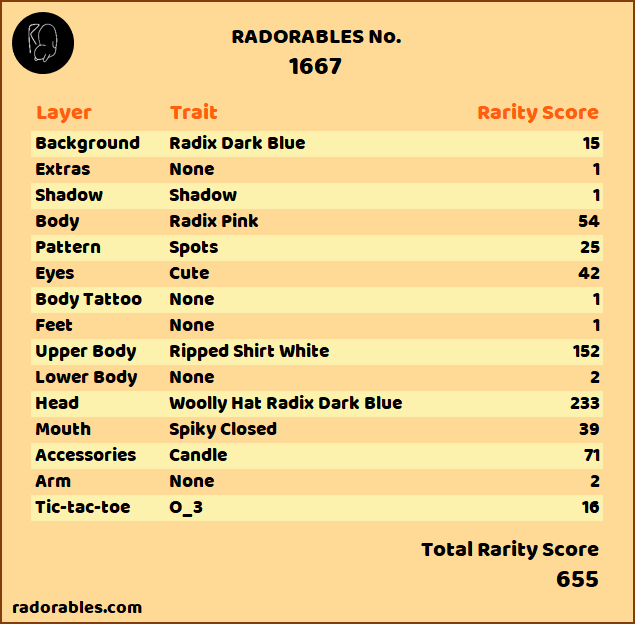 RADORABLES No.
1667
Layer Trait Rarity Score
Background Radix Dark Blue 15
Extras None 1
Shadow Shadow 1
Body Radix Pink 54
Pattern Spots 25
Eyes Cute 42
Body Tattoo None 1
Feet None 1
Upper Body Ripped Shirt White 152
Lower Body None 2
Head Woolly Hat Radix Dark Blue 233
Mouth Spiky Closed 39
Accessories Candle 71
Arm None 2
Tic-tac-toe O_3 16
Total Rarity Score
655
radorables.com